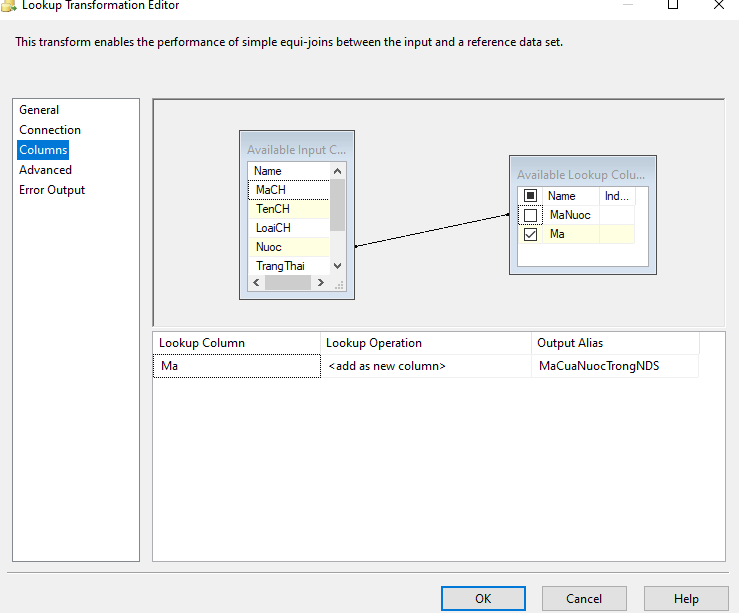 Lookup Transformation Editor
This transform enables the performance of simple equi-joins between the input and a reference data set.
General
Connection
Columns
Advanced
Error Output
Available Input C...
Name
MaCH
TenCH
LoaiCH
Nuoc
TrangThai
Available Lookup Colu...
Name Ind...
MaNuoc
Ma
Lookup Column Lookup Operation Output Alias
Ma <add as new column> MaCuaNuocTrongNDS
OK Cancel Help